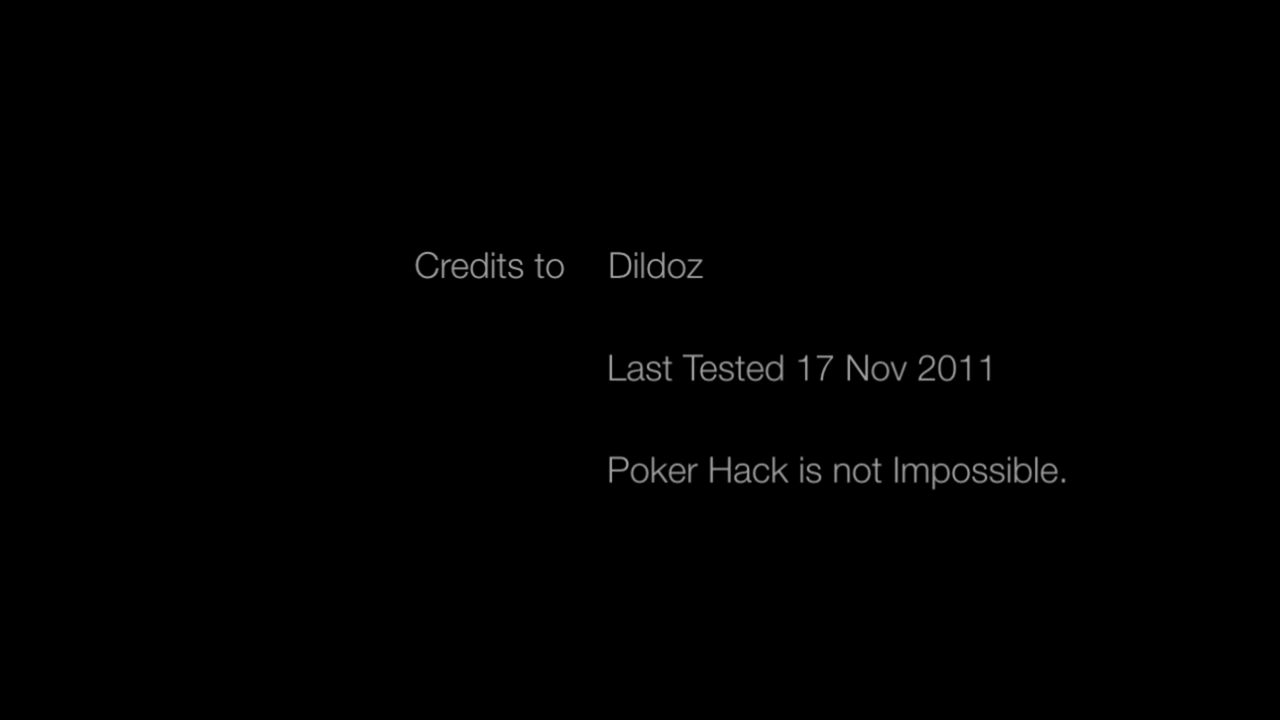 Credits to Dildoz
Last Tested 17 Nov 2011
Poker Hack is not Impossible.